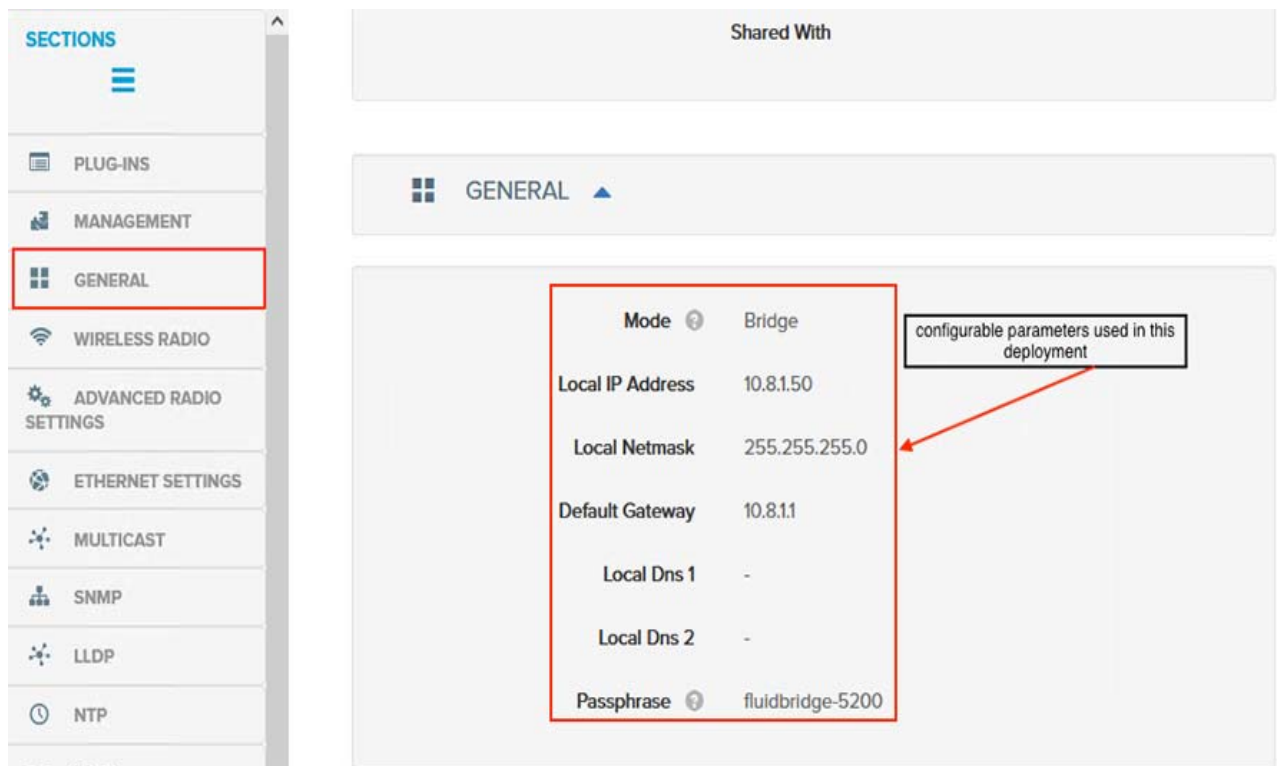 SECTIONS
PLUG-INS
MANAGEMENT
GENERAL
WIRELESS RADIO
ADVANCED RADIO
SETTINGS
ETHERNET SETTINGS
MULTICAST
SNMP
LLDP
NTP
Shared With
GENERAL
Mode Bridge
Local IP Address 10.8.1.50
Local Netmask 255.255.255.0
Default Gateway 10.8.1.1
Local Dns 1 -
Local Dns 2 -
Passphrase fluidbridge-5200
configurable parameters used in this
deployment